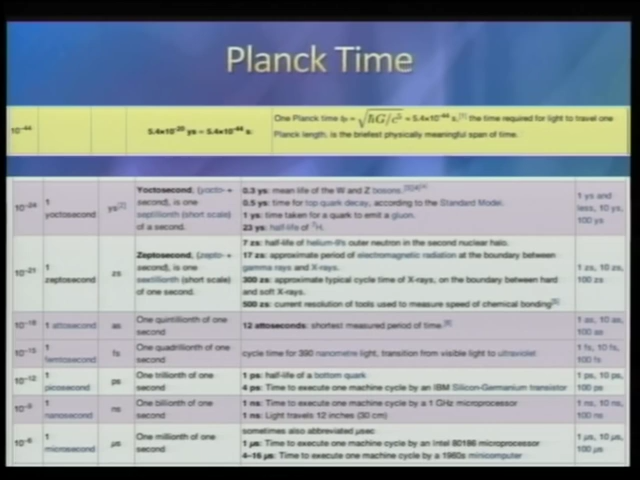 Planck Time
10-44
5.4×10-20 ys = 5.4×10-44 s:
One Planck time tP = √ħG/c5 ≈ 5.4×10-44 s,[1] the time required for light to travel one
Planck length, is the briefest physically meaningful span of time.
10-24
1
yoctosecond
ys[2]
Yoctosecond, (yocto- +
second), is one
septillionth (short scale)
of a second.
0.3 ys: mean life of the W and Z bosons.[3][4][a]
0.5 ys: time for top quark decay, according to the Standard Model.
1 ys: time taken for a quark to emit a gluon.
23 ys: half-life of 7H.
1 ys and
less, 10 ys,
100 ys
10-21
1
zeptosecond
zs
Zeptosecond, (zepto- +
second), is one
sextillionth (short scale)
of one second.
7 zs: half-life of helium-9's outer neutron in the second nuclear halo.
17 zs: approximate period of electromagnetic radiation at the boundary between
gamma rays and X-rays.
300 zs: approximate typical cycle time of X-rays, on the boundary between hard
and soft X-rays.
500 zs: current resolution of tools used to measure speed of chemical bonding[5]
1 zs, 10 zs,
100 zs
10-18
1 attosecond
as
One quintillionth of one
second
12 attoseconds: shortest measured period of time.[6]
1 as, 10 as,
100 as
10-15
1
femtosecond
fs
One quadrillionth of one
second
cycle time for 390 nanometre light, transition from visible light to ultraviolet
1 fs, 10 fs,
100 fs
10-12
1
picosecond
ps
One trillionth of one
second
1 ps: half-life of a bottom quark
4 ps: Time to execute one machine cycle by an IBM Silicon-Germanium transistor
1 ps, 10 ps,
100 ps
10-9
1
nanosecond
ns
One billionth of one
second
1 ns: Time to execute one machine cycle by a 1 GHz microprocessor
1 ns: Light travels 12 inches (30 cm)
1 ns, 10 ns,
100 ns
10-6
1
microsecond
µs
One millionth of one
second
sometimes also abbreviated µsec
1 µs: Time to execute one machine cycle by an Intel 80186 microprocessor
4–16 µs: Time to execute one machine cycle by a 1960s minicomputer
1 µs, 10 µs,
100 µs